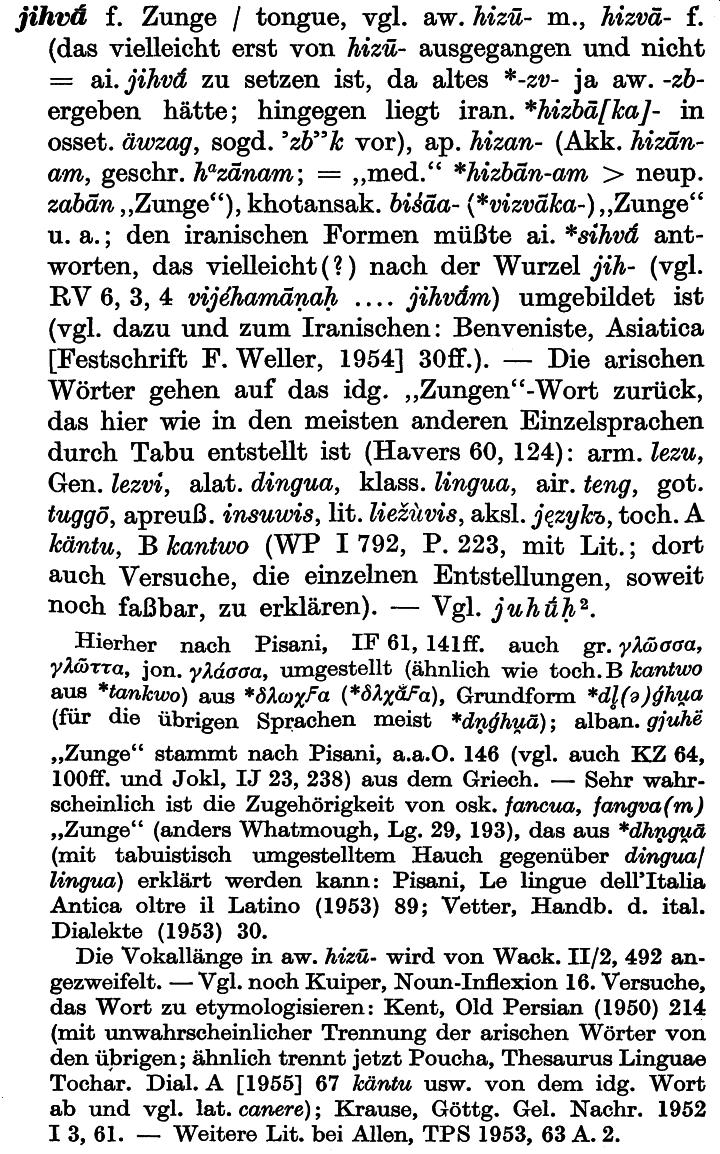 jihvā́ f. Zunge / tongue, vgl. aw. hizū- m., hizvā- f.
(das vielleicht erst von hizū- ausgegangen und nicht
= ai. jihvā́ zu setzen ist, da altes *-zv- ja aw. -zb-
ergeben hätte; hingegen liegt iran. *hizbā[ka]- in
osset. äwzag, sogd. ’zb”k vor), ap. hizan- (Akk. hizān-
am, geschr. hᵃzānam; = „med.“ *hizbān-am > neup.
zabān „Zunge“), khotansak. biśāa- (*vizvāka-) „Zunge“
u. a.; den iranischen Formen müßte ai. *sihvā́ ant-
worten, das vielleicht(?) nach der Wurzel jih- (vgl.
RV 6, 3, 4 vijéhamānaḥ .... jihvā́m) umgebildet ist
(vgl. dazu und zum Iranischen: Benveniste, Asiatica
[Festschrift F. Weller, 1954] 30ff.). — Die arischen
Wörter gehen auf das idg. „Zungen“-Wort zurück,
das hier wie in den meisten anderen Einzelsprachen
durch Tabu entstellt ist (Havers 60, 124): arm. lezu,
Gen. lezvi, alat. dingua, klass. lingua, air. teng, got.
tuggō, apreuß. insuwis, lit. liežùvis, aksl. językъ, toch. A
käntu, B kantwo (WP I 792, P. 223, mit Lit.; dort
auch Versuche, die einzelnen Entstellungen, soweit
noch faßbar, zu erklären). — Vgl. juhū́ḥ².
Hierher nach Pisani, IF 61, 141ff. auch gr. γλῶσσα,
γλῶττα, jon. γλάσσα, umgestellt (ähnlich wie toch. B kantwo
aus *tankwo) aus *δλωχϝα (*δλχᾰ̄ϝα), Grundform *dl̥(ə)ǵhu̯a
(für die übrigen Sprachen meist *dn̥ǵhu̯ā); alban. gjuhë
„Zunge“ stammt nach Pisani, a.a.O. 146 (vgl. auch KZ 64,
100ff. und Jokl, IJ 23, 238) aus dem Griech. — Sehr wahr-
scheinlich ist die Zugehörigkeit von osk. fancua, fangva(m)
„Zunge“ (anders Whatmough, Lg. 29, 193), das aus *dhn̥gu̯ā
(mit tabuistisch umgestelltem Hauch gegenüber dingua/
lingua) erklärt werden kann: Pisani, Le lingue dell’Italia
Antica oltre il Latino (1953) 89; Vetter, Handb. d. ital.
Dialekte (1953) 30.
Die Vokallänge in aw. hizū- wird von Wack. II/2, 492 an-
gezweifelt. — Vgl. noch Kuiper, Noun-Inflexion 16. Versuche,
das Wort zu etymologisieren: Kent, Old Persian (1950) 214
(mit unwahrscheinlicher Trennung der arischen Wörter von
den übrigen; ähnlich trennt jetzt Poucha, Thesaurus Linguae
Tochar. Dial. A [1955] 67 käntu usw. von dem idg. Wort
ab und vgl. lat. canere); Krause, Göttg. Gel. Nachr. 1952
I 3, 61. — Weitere Lit. bei Allen, TPS 1953, 63 A. 2.